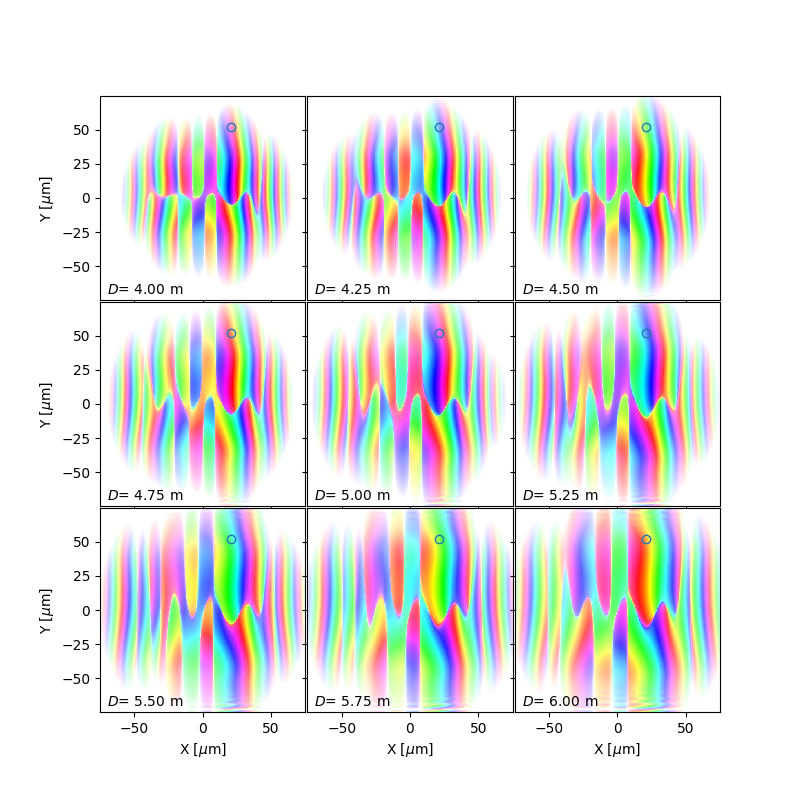 Y [μm]
50
25
0
−25
−50
D= 4.00 m
D= 4.25 m
D= 4.50 m
Y [μm]
50
25
0
−25
−50
D= 4.75 m
D= 5.00 m
D= 5.25 m
Y [μm]
50
25
0
−25
−50
D= 5.50 m
D= 5.75 m
D= 6.00 m
−50 0 50 −50 0 50 −50 0 50
X [μm] X [μm] X [μm]